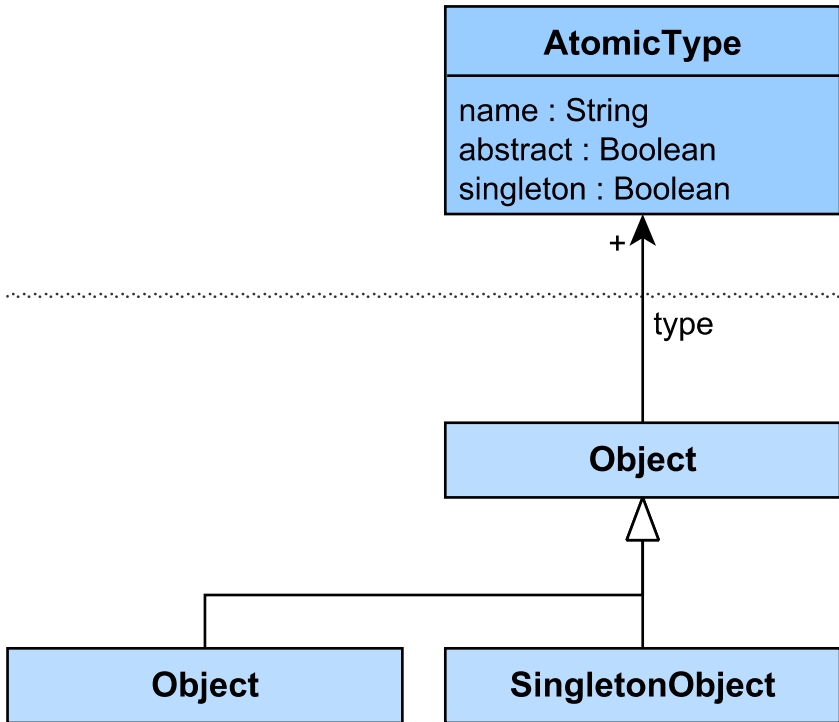 AtomicType
name : String
abstract : Boolean
singleton : Boolean
+
type
Object
Object
SingletonObject